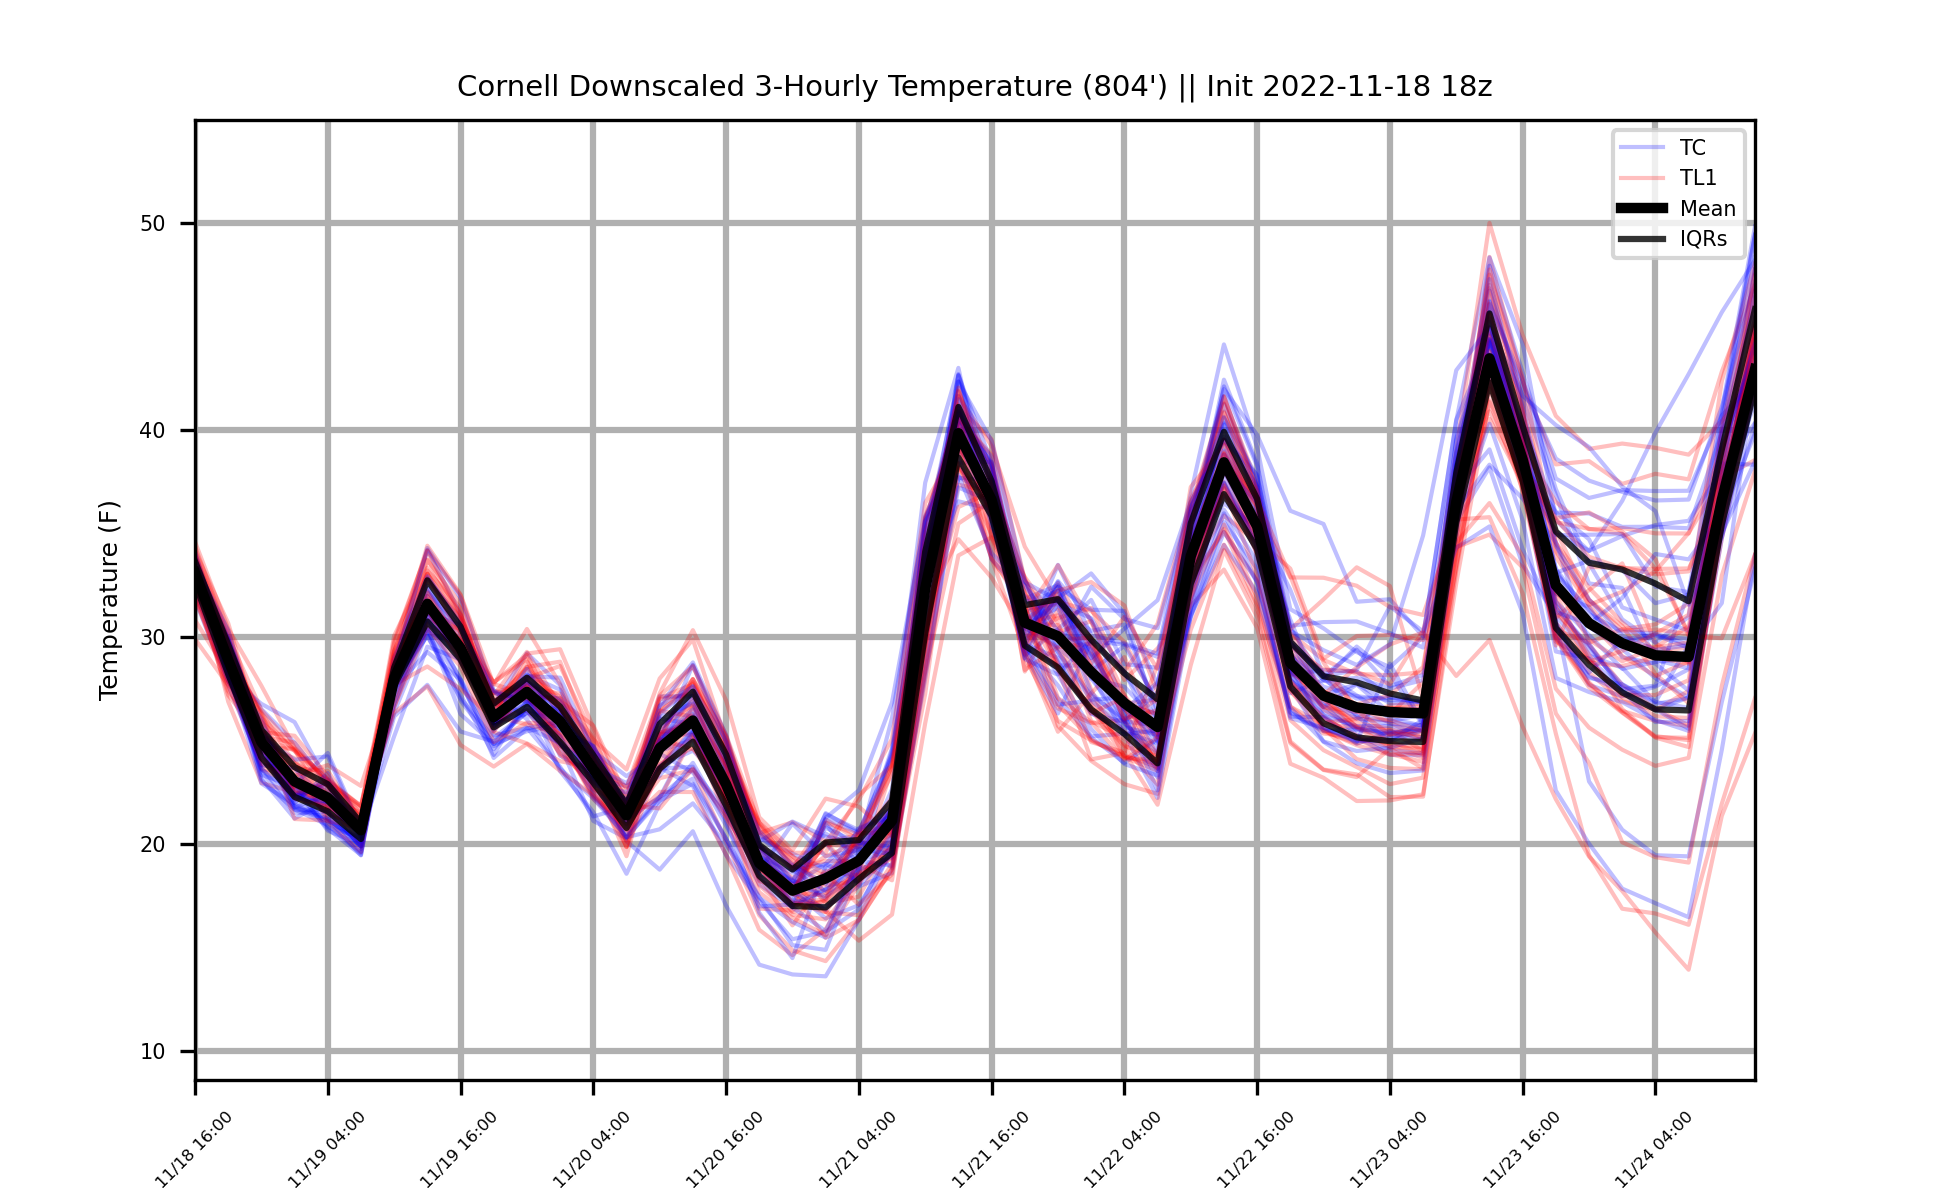 Cornell Downscaled 3-Hourly Temperature (804') || Init 2022-11-18 18z
TC
TL1
Mean
IQRs
Temperature (F)
50
40
30
20
10
11/18 16:00
11/19 04:00
11/19 16:00
11/20 04:00
11/20 16:00
11/21 04:00
11/21 16:00
11/22 04:00
11/22 16:00
11/23 04:00
11/23 16:00
11/24 04:00